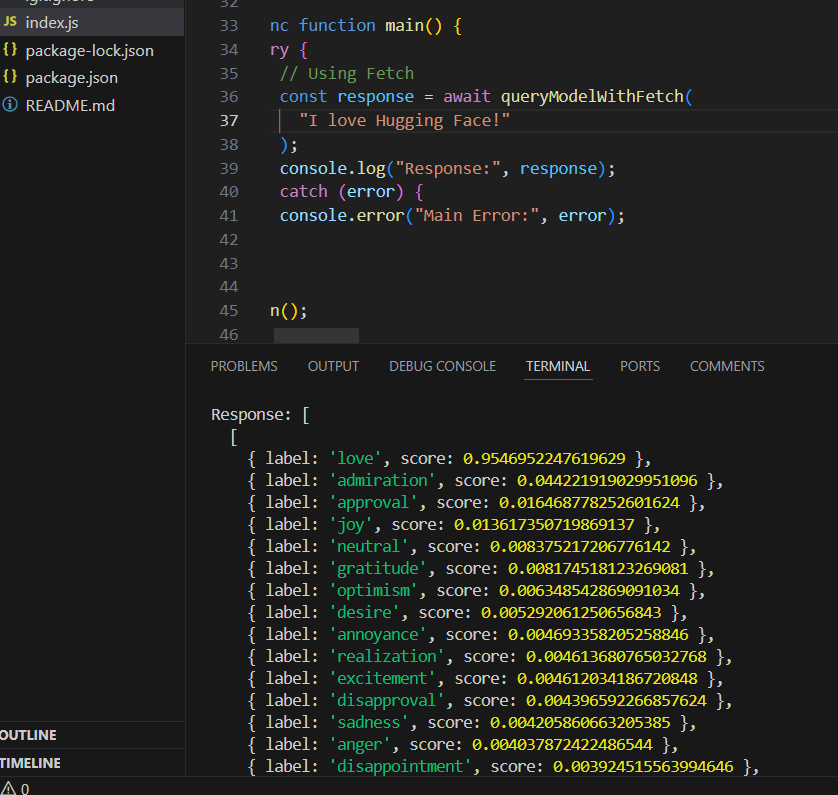 JS index.js
{} package-lock.json
{} package.json
README.md
OUTLINE
TIMELINE
0
32
33 nc function main() {
34 ry {
35 // Using Fetch
36 const response = await queryModelWithFetch(
37 "I love Hugging Face!"
38 );
39 console.log("Response:", response);
40 catch (error) {
41 console.error("Main Error:", error);
42
43
44
45 n();
46
PROBLEMS OUTPUT DEBUG CONSOLE TERMINAL PORTS COMMENTS
Response: [
[
{ label: 'love', score: 0.9546952247619629 },
{ label: 'admiration', score: 0.044221919029951096 },
{ label: 'approval', score: 0.016468778252601624 },
{ label: 'joy', score: 0.013617350719869137 },
{ label: 'neutral', score: 0.008375217206776142 },
{ label: 'gratitude', score: 0.008174518123269081 },
{ label: 'optimism', score: 0.006348542869091034 },
{ label: 'desire', score: 0.005292061250656843 },
{ label: 'annoyance', score: 0.004693358205258846 },
{ label: 'realization', score: 0.004613680765032768 },
{ label: 'excitement', score: 0.004612034186720848 },
{ label: 'disapproval', score: 0.004396592266857624 },
{ label: 'sadness', score: 0.004205860663205385 },
{ label: 'anger', score: 0.004037872422486544 },
{ label: 'disappointment', score: 0.003924515563994646 },